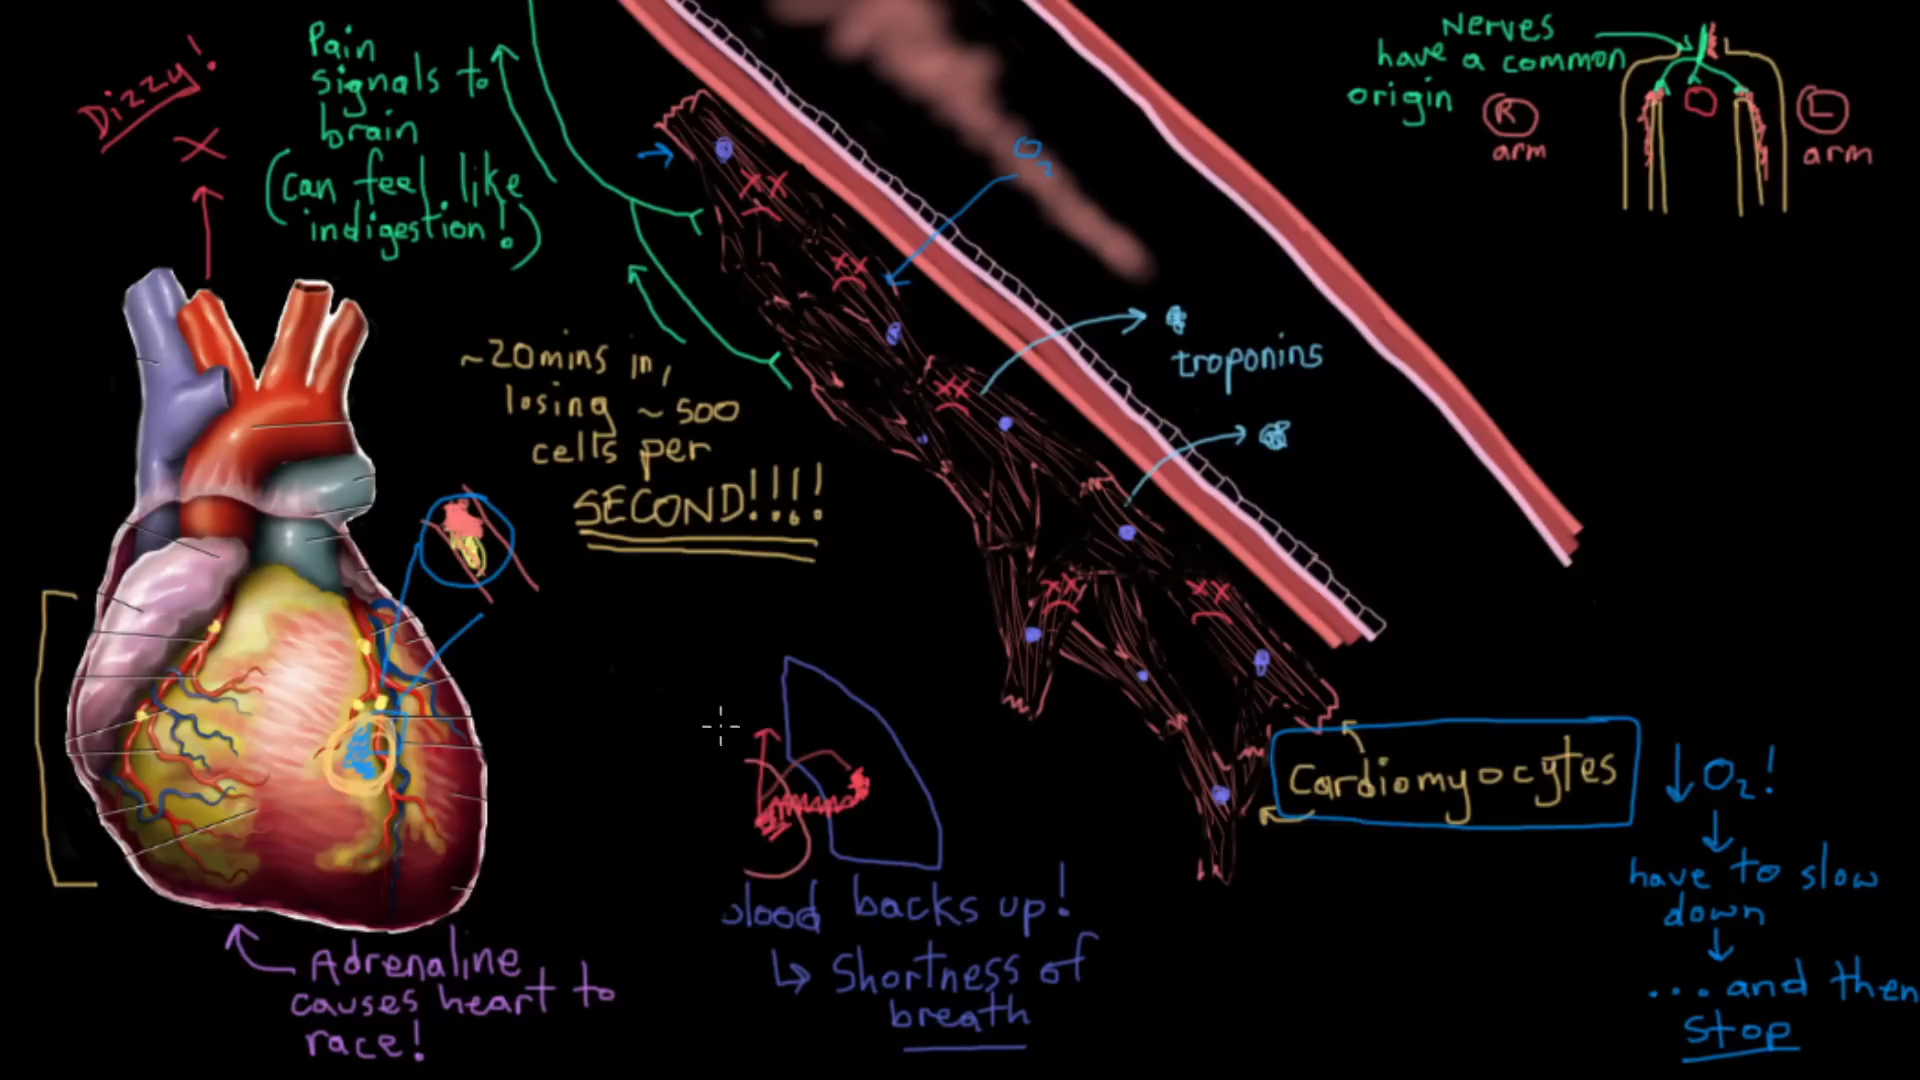 Dizzy!
Pain
signals to
brain
(can feel like
indigestion!)
Nerves
have a common
origin
R
arm
L
arm
O2
troponins
~20mins in,
losing ~500
cells per
SECOND!!!!
Cardiomyocytes
↓ O2!
↓
have to slow
down
↓
...and then
stop
blood backs up!
↳ Shortness of
breath
Adrenaline
causes heart to
race!